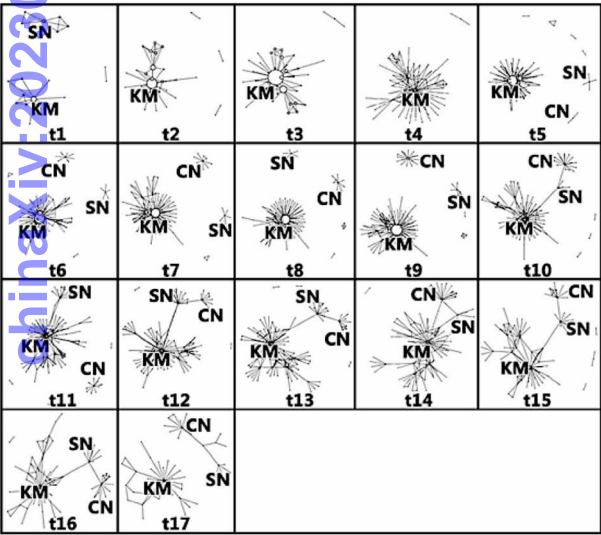 chinaXiv:2023
SN
KM
t1
KM
t2
KM
t3
KM
t4
KM
SN
CN
t5
CN
SN
KM
t6
CN
KM
SN
t7
SN
CN
KM
t8
CN
SN
KM
t9
CN
SN
KM
t10
SN
KM
CN
t11
SN
CN
KM
t12
SN
KM
CN
t13
CN
SN
KM
t14
CN
SN
KM
t15
SN
KM
CN
t16
CN
KM
SN
t17